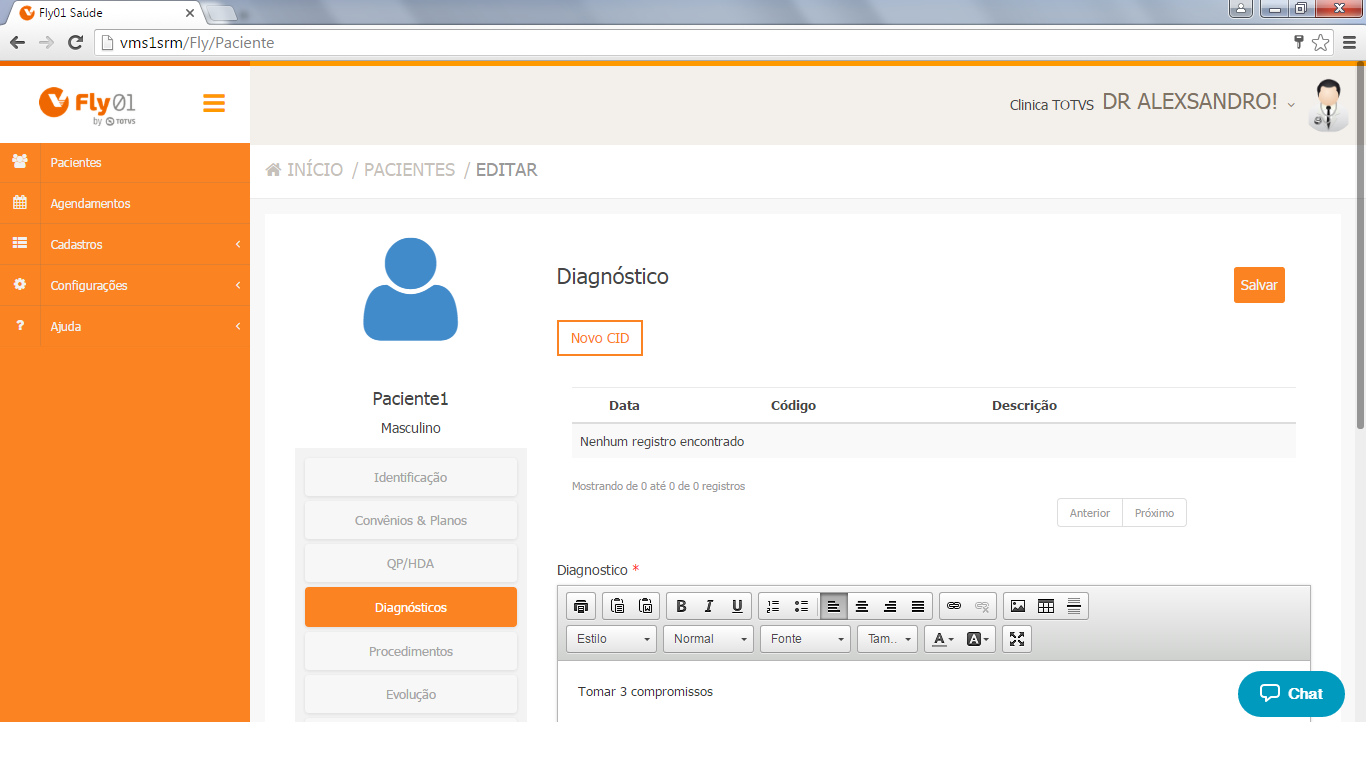 Fly01 Saúde
vms1srm/Fly/Paciente
Fly01
by TOTVS
Clinica TOTVS DR ALEXSANDRO!
Pacientes
Agendamentos
Cadastros
Configurações
Ajuda
INÍCIO / PACIENTES / EDITAR
Paciente1
Masculino
Identificação
Convênios & Planos
QP/HDA
Diagnósticos
Procedimentos
Evolução
Diagnóstico
Salvar
Novo CID
Data Código Descrição
Nenhum registro encontrado
Mostrando de 0 até 0 de 0 registros
Anterior Próximo
Diagnostico *
B I U
Estilo Normal Fonte Tam.. A A
Tomar 3 compromissos
Chat